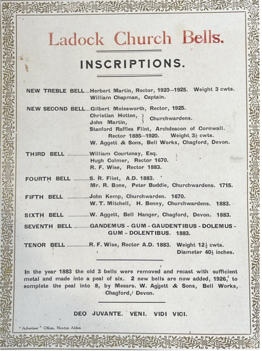 Ladock Church Bells.
INSCRIPTIONS.
NEW TREBLE BELL... Herbert Martin, Rector, 1920–1925. Weight 3 cwts.
William Chapman, Captain.
NEW SECOND BELL... Gilbert Molesworth, Rector, 1925.
Christian Hotten, } Churchwardens.
John Martin,
Stanford Raffles Flint, Archdeacon of Cornwall.
Rector 1885–1920. Weight 3½ cwts.
W. Aggett & Sons, Bell Works, Chagford, Devon.
THIRD BELL ... William Courtenay, Esq.
Hugh Colmer, Rector 1670.
R. F. Wise, Rector 1883.
FOURTH BELL ... S. R. Flint, A.D. 1883.
Mr. R. Bone, Peter Buddle, Churchwardens. 1715.
FIFTH BELL ... John Kemp, Churchwarden. 1670.
W. T. Mitchell, H. Benny, Churchwardens. 1883.
SIXTH BELL ... W. Aggett, Bell Hanger, Chagford, Devon. 1883.
SEVENTH BELL ... GANDEMUS - GUM - GAUDENTIBUS - DOLEMUS -
GUM - DOLENTIBUS. 1883.
TENOR BELL ... R. F. Wise, Rector A.D. 1883. Weight 12½ cwts.
Diameter 40½ inches.
In the year 1883 the old 3 bells were removed and recast with sufficient
metal and made into a peal of six. 2 new bells are now added, 1926, to
complete the peal into 8, by Messrs. W. Aggett & Sons, Bell Works,
Chagford, Devon.
DEO JUVANTE. VENI. VIDI VICI.
Offices, Newton Abbot